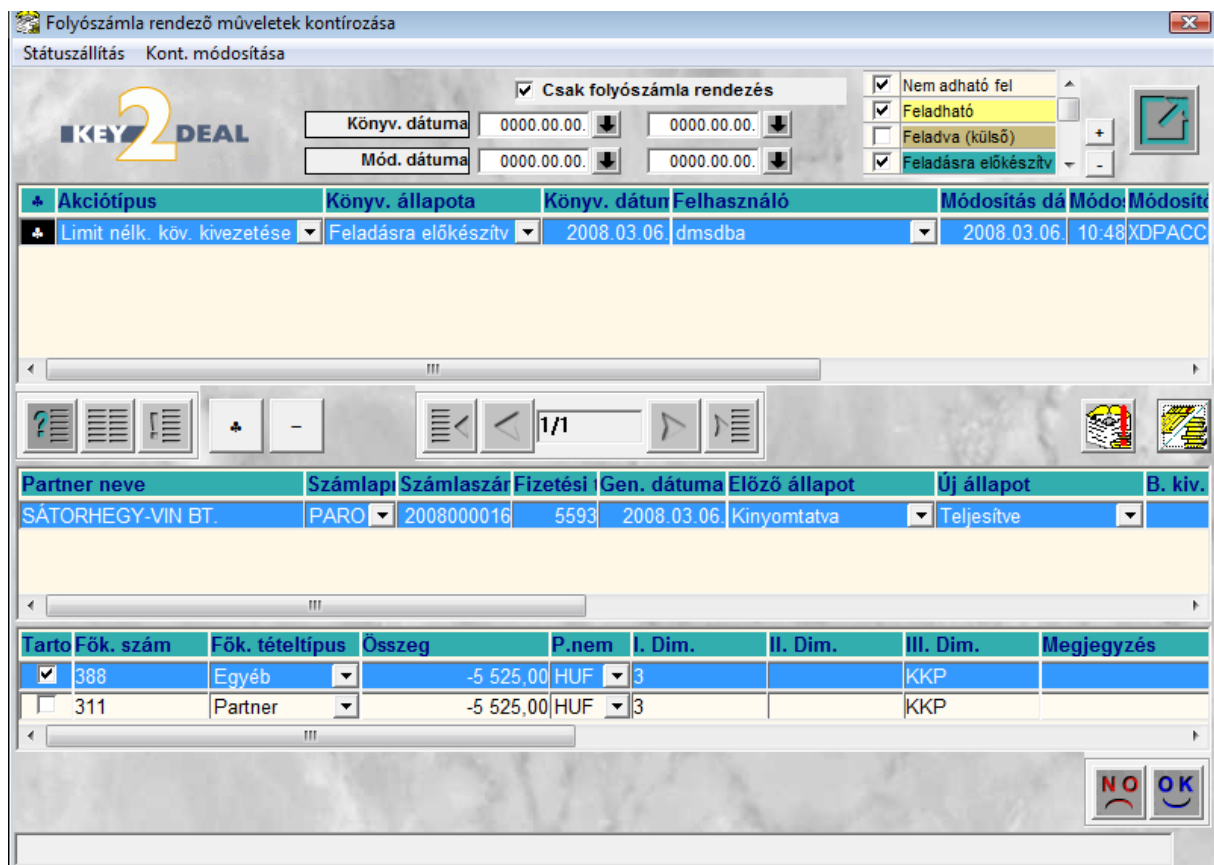 Folyószámla rendező mûveletek kontírozása
Státuszállítás Kont. módosítása
KEY 2 DEAL
Csak folyószámla rendezés
Könyv. dátuma 0000.00.00. 0000.00.00.
Mód. dátuma 0000.00.00. 0000.00.00.
Nem adható fel
Feladható
Feladva (külső)
Feladásra előkészítv
+
-
Akciótípus Könyv. állapota Könyv. dátum Felhasználó Módosítás dá Módo: Módosító
Limit nélk. köv. kivezetése Feladásra előkészítv 2008.03.06. dmsdba 2008.03.06. 10:48 XDPACC
1/1
Partner neve Számlapr Számlaszár Fizetési t Gen. dátuma Előző állapot Új állapot B. kiv.
SÁTORHEGY-VIN BT. PARO 2008000016 5593 2008.03.06. Kinyomtatva Teljesítve
Tarto Fők. szám Fők. tételtípus Összeg P.nem I. Dim. II. Dim. III. Dim. Megjegyzés
388 Egyéb -5 525,00 HUF 3 KKP
311 Partner -5 525,00 HUF 3 KKP
NO OK